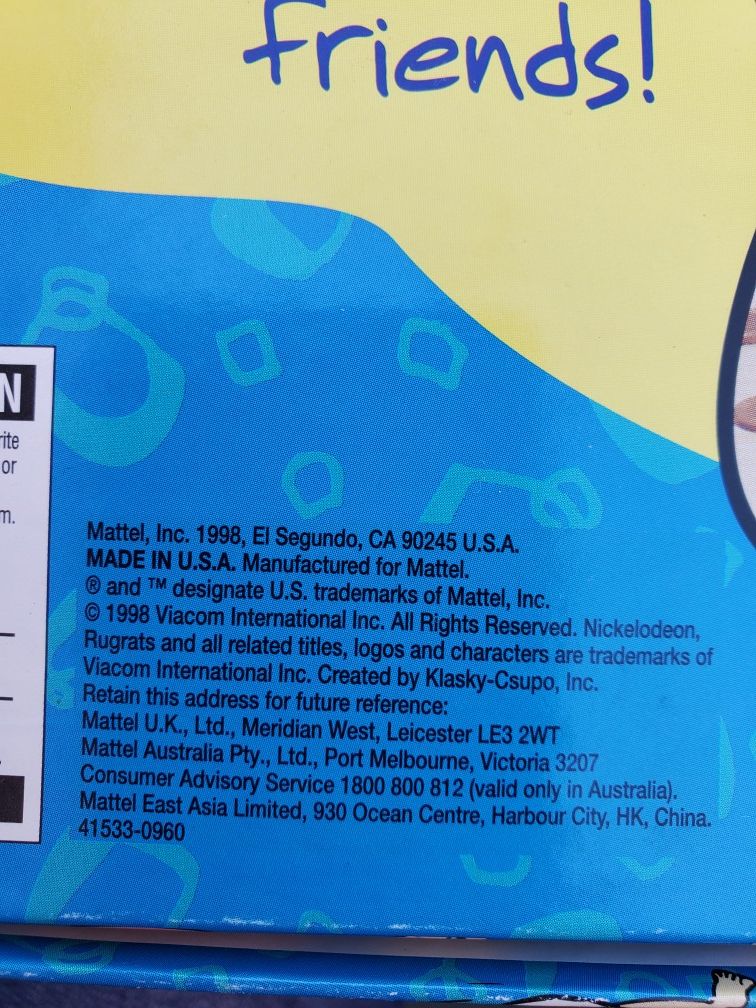 friends!
N
rite
or
m.
Mattel, Inc. 1998, El Segundo, CA 90245 U.S.A.
MADE IN U.S.A. Manufactured for Mattel.
® and ™ designate U.S. trademarks of Mattel, Inc.
© 1998 Viacom International Inc. All Rights Reserved. Nickelodeon,
Rugrats and all related titles, logos and characters are trademarks of
Viacom International Inc. Created by Klasky-Csupo, Inc.
Retain this address for future reference:
Mattel U.K., Ltd., Meridian West, Leicester LE3 2WT
Mattel Australia Pty., Ltd., Port Melbourne, Victoria 3207
Consumer Advisory Service 1800 800 812 (valid only in Australia).
Mattel East Asia Limited, 930 Ocean Centre, Harbour City, HK, China.
41533-0960